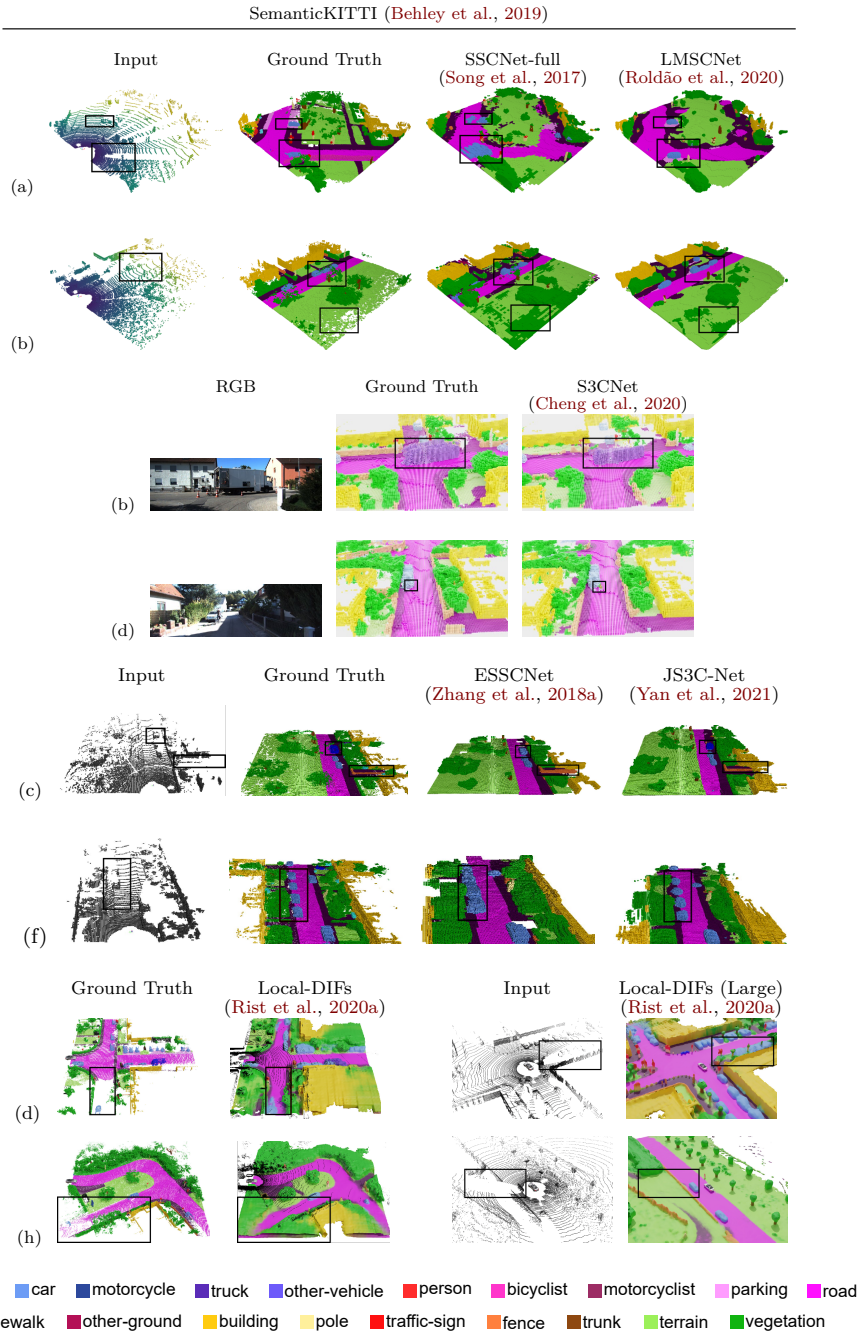 SemanticKITTI (Behley et al., 2019)
Input Ground Truth SSCNet-full LMSCNet
(Song et al., 2017) (Roldão et al., 2020)
(a)
(b)
RGB Ground Truth S3CNet
(Cheng et al., 2020)
(b)
(d)
Input Ground Truth ESSCNet JS3C-Net
(Zhang et al., 2018a) (Yan et al., 2021)
(c)
(f)
Ground Truth Local-DIFs Input Local-DIFs (Large)
(Rist et al., 2020a) (Rist et al., 2020a)
(d)
(h)
car motorcycle truck other-vehicle person bicyclist motorcyclist parking road
ewalk other-ground building pole traffic-sign fence trunk terrain vegetation